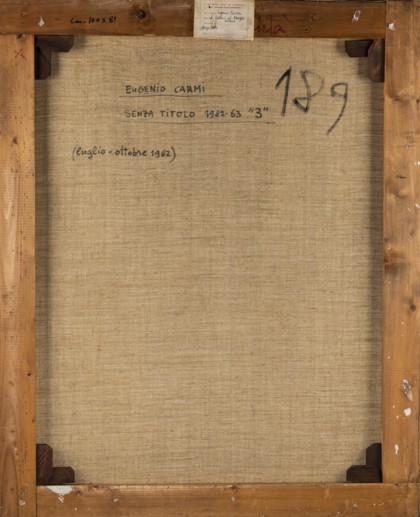 cm. 100 x 81
EUGENIO CARMI
SENZA TITOLO 1962-63 "3"
189
(luglio-ottobre 1962)